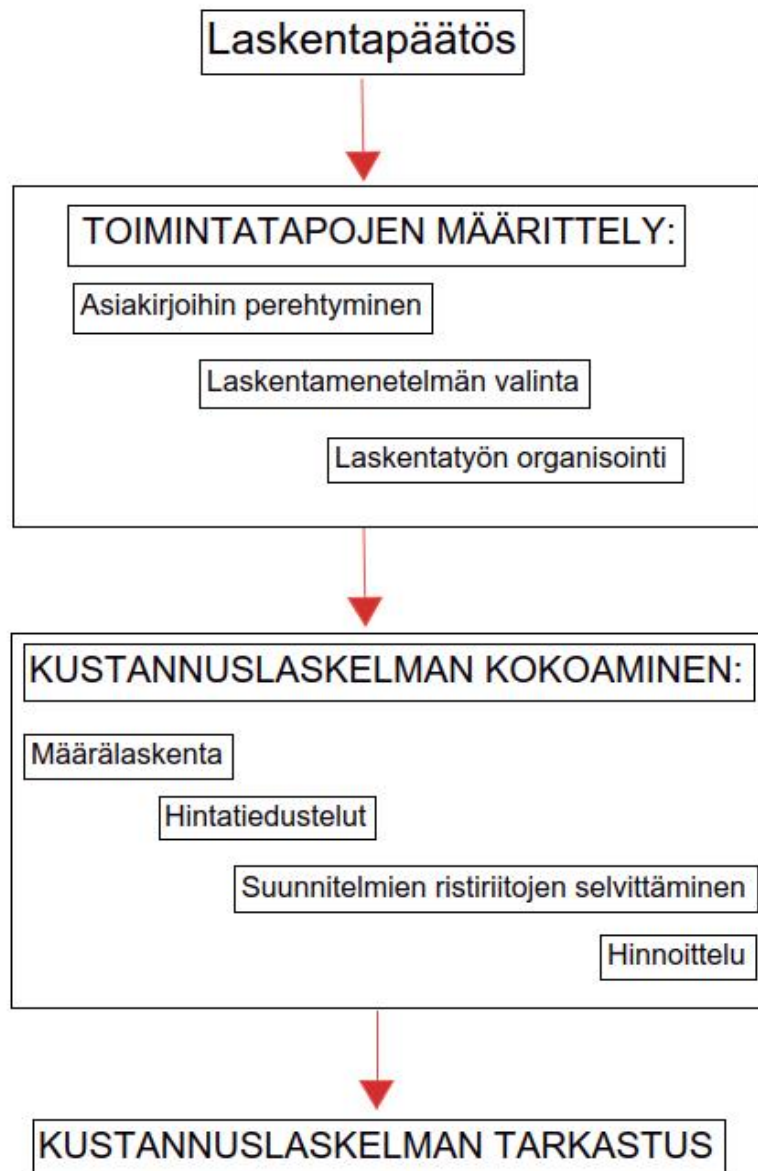 Laskentapäätös
TOIMINTATAPOJEN MÄÄRITTELY:
Asiakirjoihin perehtyminen
Laskentamenetelmän valinta
Laskentatyön organisointi
KUSTANNUSLASKELMAN KOKOAMINEN:
Määrälaskenta
Hintatiedustelut
Suunnitelmien ristiriitojen selvittäminen
Hinnoittelu
KUSTANNUSLASKELMAN TARKASTUS